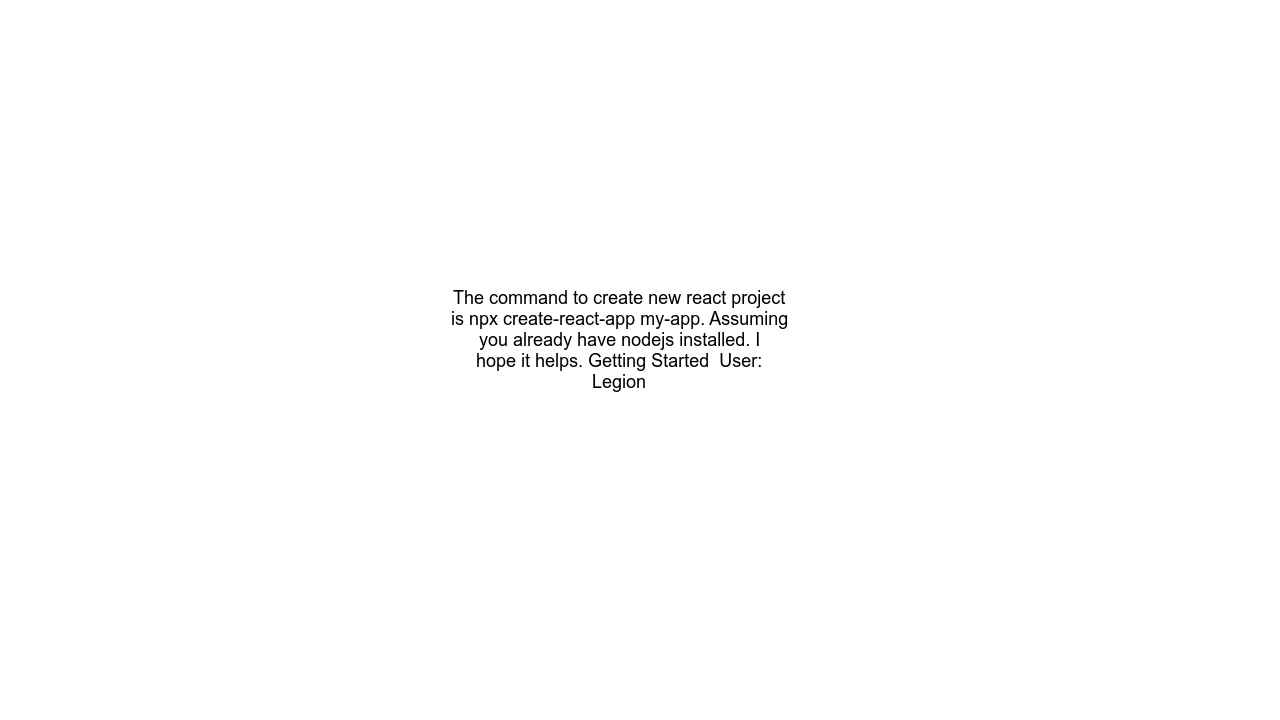 The command to create new react project
is npx create-react-app my-app. Assuming
you already have nodejs installed. I
hope it helps. Getting Started  User:
Legion